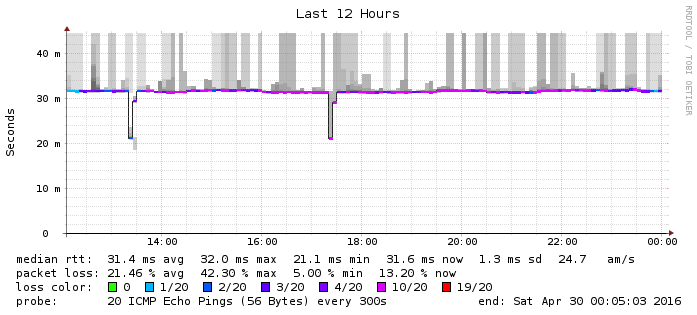 Last 12 Hours
RRDTOOL / TOBI OETIKER
Seconds
40 m
30 m
20 m
10 m
0
14:00 16:00 18:00 20:00 22:00 00:00
median rtt: 31.4 ms avg 32.0 ms max 21.1 ms min 31.6 ms now 1.3 ms sd 24.7 am/s
packet loss: 21.46 % avg 42.30 % max 5.00 % min 13.20 % now
loss color: 0 1/20 2/20 3/20 4/20 10/20 19/20
probe: 20 ICMP Echo Pings (56 Bytes) every 300s end: Sat Apr 30 00:05:03 2016